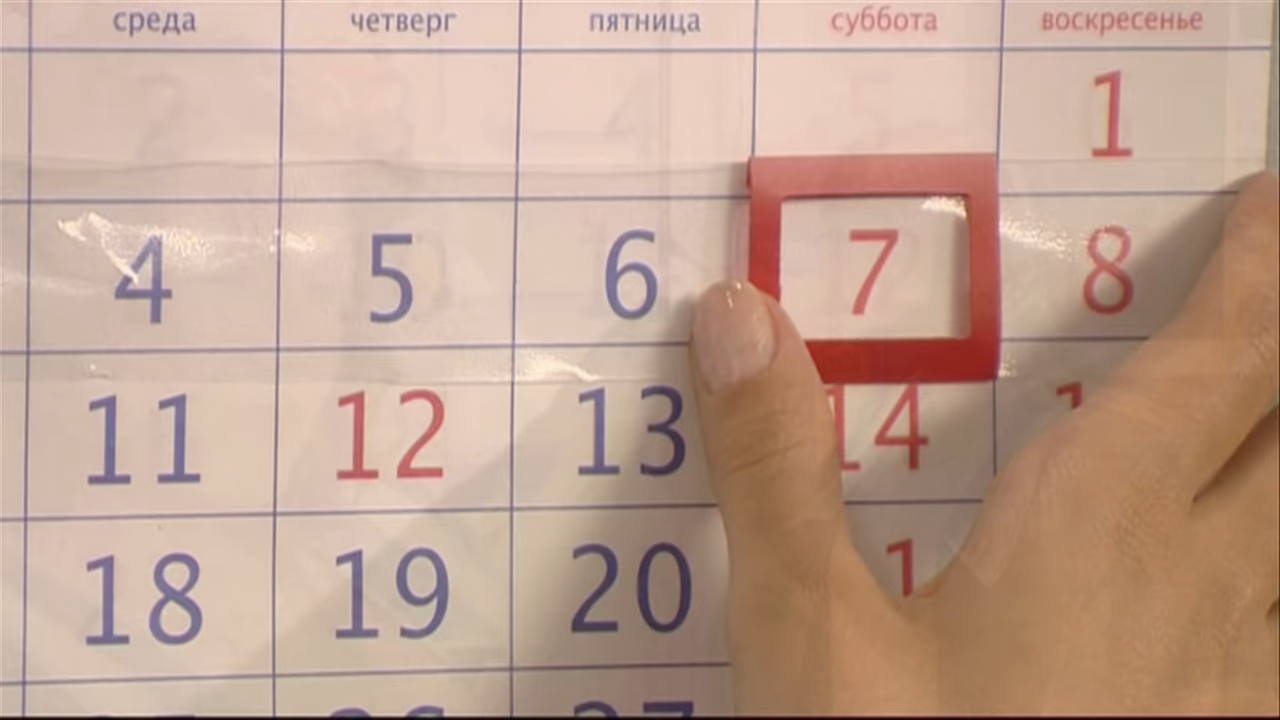 среда четверг пятница суббота воскресенье
1
4 5 6 7 8
11 12 13 14
18 19 20